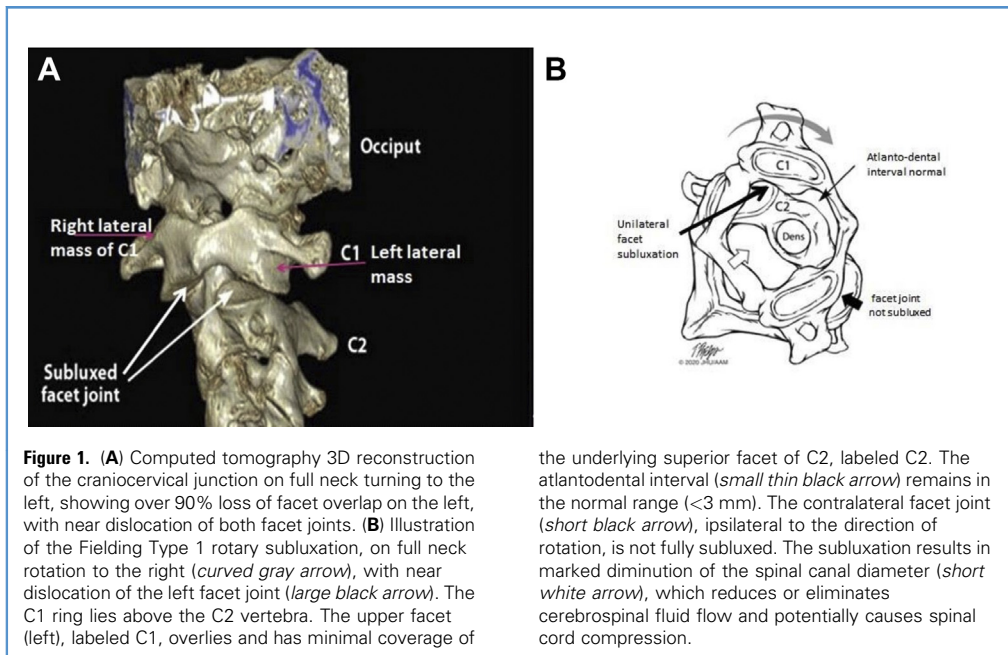 A
Occiput
Right lateral
mass of C1
C1 Left lateral
mass
C2
Subluxed
facet joint
B
C1
Atlanto-dental
interval normal
C2
Unilateral
facet
subluxation
Dens
facet joint
not subluxed
© 2020 JHU/AAM
Figure 1. (A) Computed tomography 3D reconstruction
of the craniocervical junction on full neck turning to the
left, showing over 90% loss of facet overlap on the left,
with near dislocation of both facet joints. (B) Illustration
of the Fielding Type 1 rotary subluxation, on full neck
rotation to the right (curved gray arrow), with near
dislocation of the left facet joint (large black arrow). The
C1 ring lies above the C2 vertebra. The upper facet
(left), labeled C1, overlies and has minimal coverage of
the underlying superior facet of C2, labeled C2. The
atlantodental interval (small thin black arrow) remains in
the normal range (<3 mm). The contralateral facet joint
(short black arrow), ipsilateral to the direction of
rotation, is not fully subluxed. The subluxation results in
marked diminution of the spinal canal diameter (short
white arrow), which reduces or eliminates
cerebrospinal fluid flow and potentially causes spinal
cord compression.